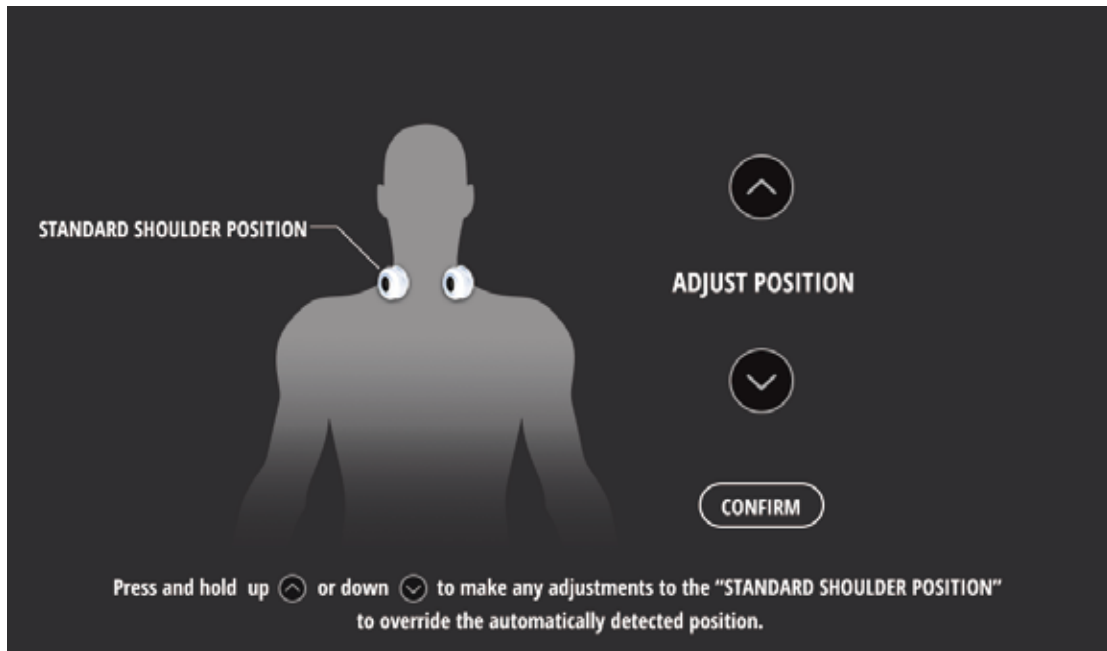 STANDARD SHOULDER POSITION
ADJUST POSITION
CONFIRM
Press and hold up or down to make any adjustments to the “STANDARD SHOULDER POSITION”
to override the automatically detected position.